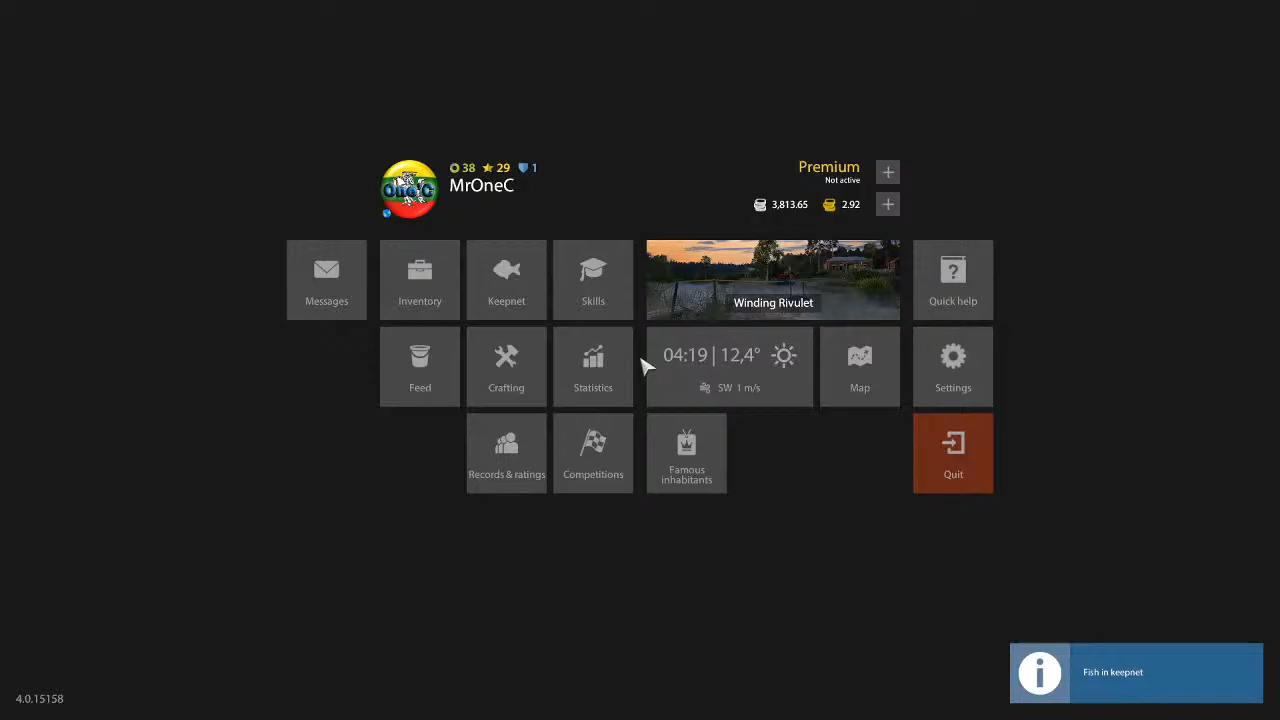 One'C
38 29 1
MrOneC
Premium
Not active
3,813.65 2.92
Messages
Inventory
Keepnet
Skills
Winding Rivulet
Quick help
Feed
Crafting
Statistics
04:19 | 12,4°
SW 1 m/s
Map
Settings
Records & ratings
Competitions
Famous
inhabitants
Quit
Fish in keepnet
4.0.15158